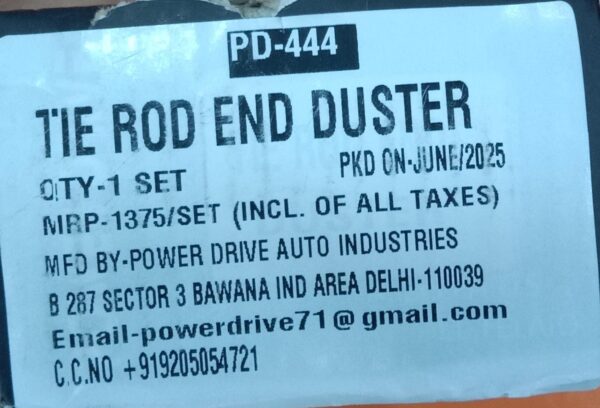 PD-444
TIE ROD END DUSTER
QTY-1 SET
PKD ON-JUNE/2025
MRP-1375/SET (INCL. OF ALL TAXES)
MFD BY-POWER DRIVE AUTO INDUSTRIES
B 287 SECTOR 3 BAWANA IND AREA DELHI-110039
Email-powerdrive71@gmail.com
C.C.NO +919205054721